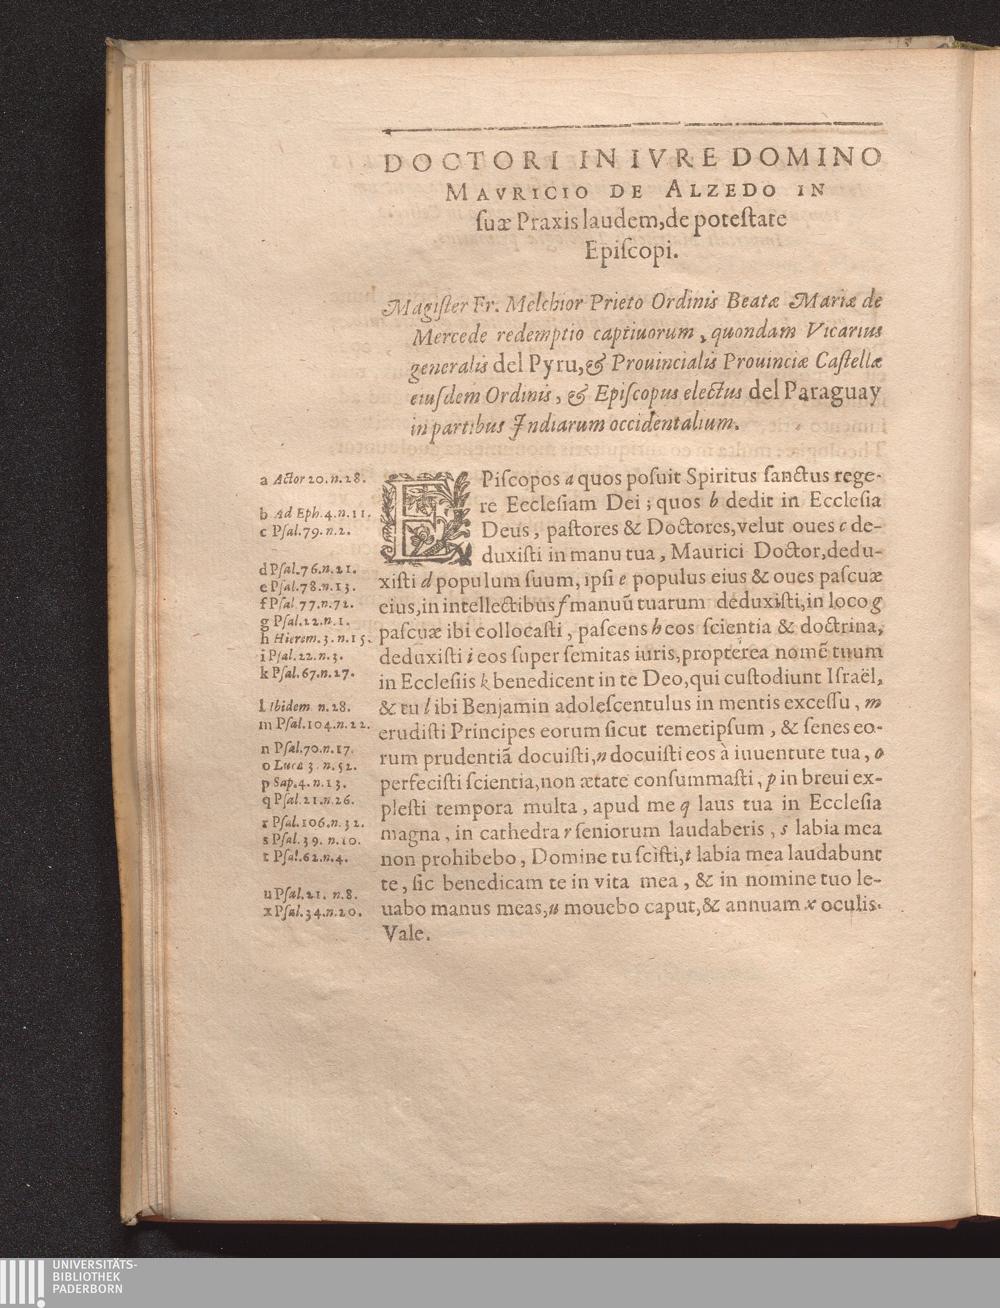 DOCTORI IN IVRE DOMINO
MAVRICIO DE ALZEDO IN
ſuæ Praxis laudem, de poteſtate
Epiſcopi.
Magiſter Fr. Melchior Prieto Ordinis Beatæ Mariæ de
Mercede redemptio captiuorum, quondam Vicarius
generalis del Pyru, & Prouincialis Prouinciæ Caſtellæ
eiuſdem Ordinis, & Epiſcopus electus del Paraguay
in partibus Indiarum occidentalium.
EPiſcopos a quos poſuit Spiritus ſanctus rege-
re Eccleſiam Dei; quos b dedit in Eccleſia
Deus, paſtores & Doctores, velut oues c de-
duxiſti in manu tua, Maurici Doctor, dedu-
xiſti d populum ſuum, ipſi e populus eius & oues paſcuæ
eius, in intellectibus f manuū tuarum deduxiſti, in loco g
paſcuæ ibi collocaſti, paſcens h eos ſcientia & doctrina,
deduxiſti i eos ſuper ſemitas iuris, propterea nomē tuum
in Eccleſiis k benedicent in te Deo, qui cuſtodiunt Iſraël,
& tu l ibi Benjamin adoleſcentulus in mentis exceſſu, m
erudiſti Principes eorum ſicut temetipſum, & ſenes eo-
rum prudentiā docuiſti, n docuiſti eos à iuuentute tua, o
perfeciſti ſcientia, non ætate conſummaſti, p in breui ex-
pleſti tempora multa, apud me q laus tua in Eccleſia
magna, in cathedra r ſeniorum laudaberis, s labia mea
non prohibebo, Domine tu ſciſti, t labia mea laudabunt
te, ſic benedicam te in vita mea, & in nomine tuo le-
uabo manus meas, u mouebo caput, & annuam x oculis.
Vale.
a Actor 20. n. 28.
b Ad Eph. 4. n. 11.
c Pſal. 79. n. 2.
d Pſal. 76. n. 21.
e Pſal. 78. n. 13.
f Pſal 77. n. 72.
g Pſal. 22. n. 1.
h Hierem. 3. n. 15.
i Pſal. 22. n. 3.
k Pſal. 67. n. 27.
l Ibidem n. 28.
m Pſal. 104. n. 22.
n Pſal. 70. n. 17.
o Lucæ 3. n. 52.
p Sap. 4. n. 13.
q Pſal. 21. n. 26.
r Pſal. 106. n. 32.
s Pſal. 39. n. 10.
t Pſal. 62. n. 4.
u Pſal. 21. n. 8.
x Pſal. 34. n. 20.
UNIVERSITÄTS-
BIBLIOTHEK
PADERBORN